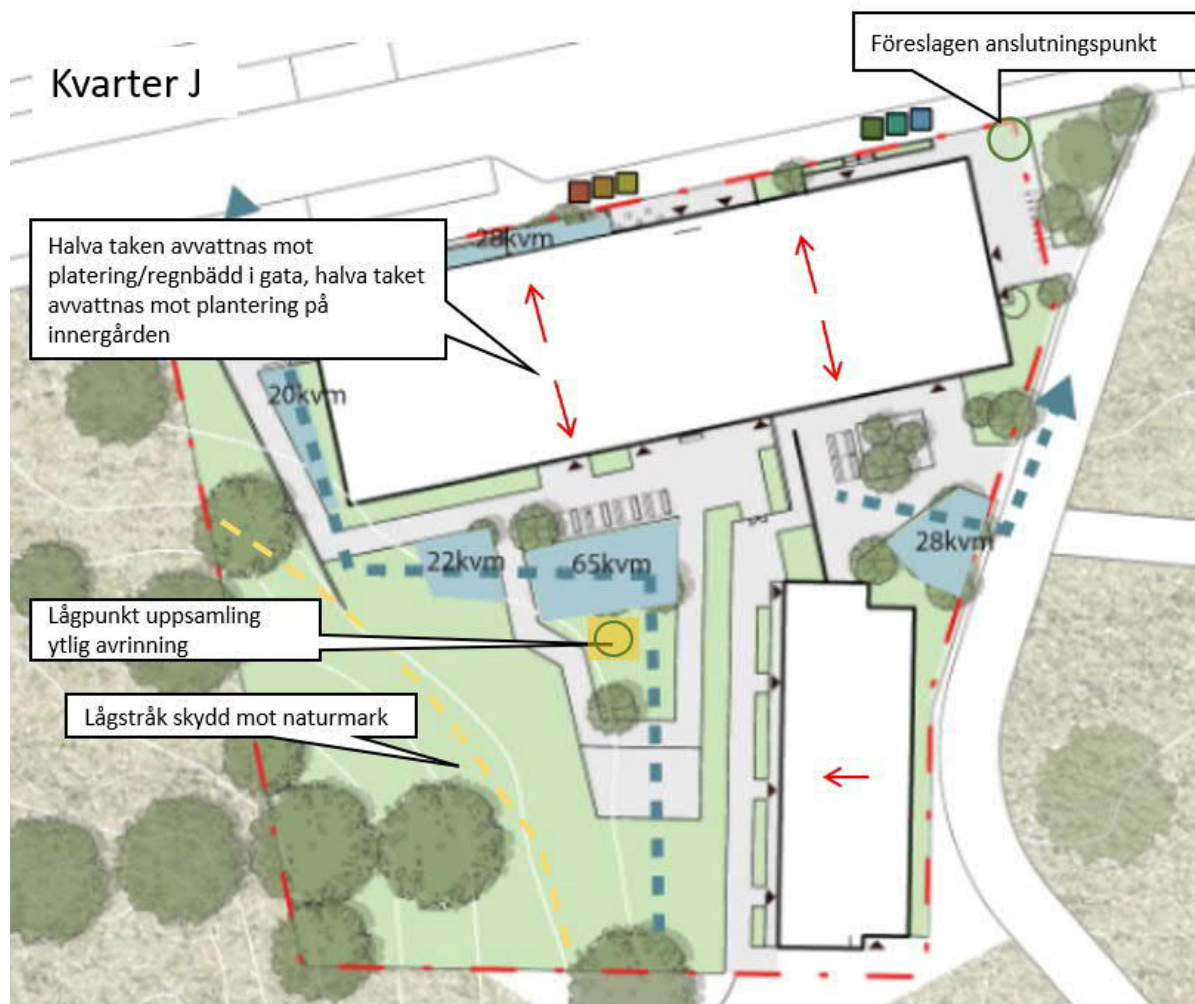 Kvarter J
Föreslagen anslutningspunkt
Halva taken avvattnas mot
platering/regnbädd i gata, halva taket
avvattnas mot plantering på
innergården
28kvm
20kvm
22kvm
65kvm
28kvm
Lågpunkt uppsamling
ytlig avrinning
Lågstråk skydd mot naturmark